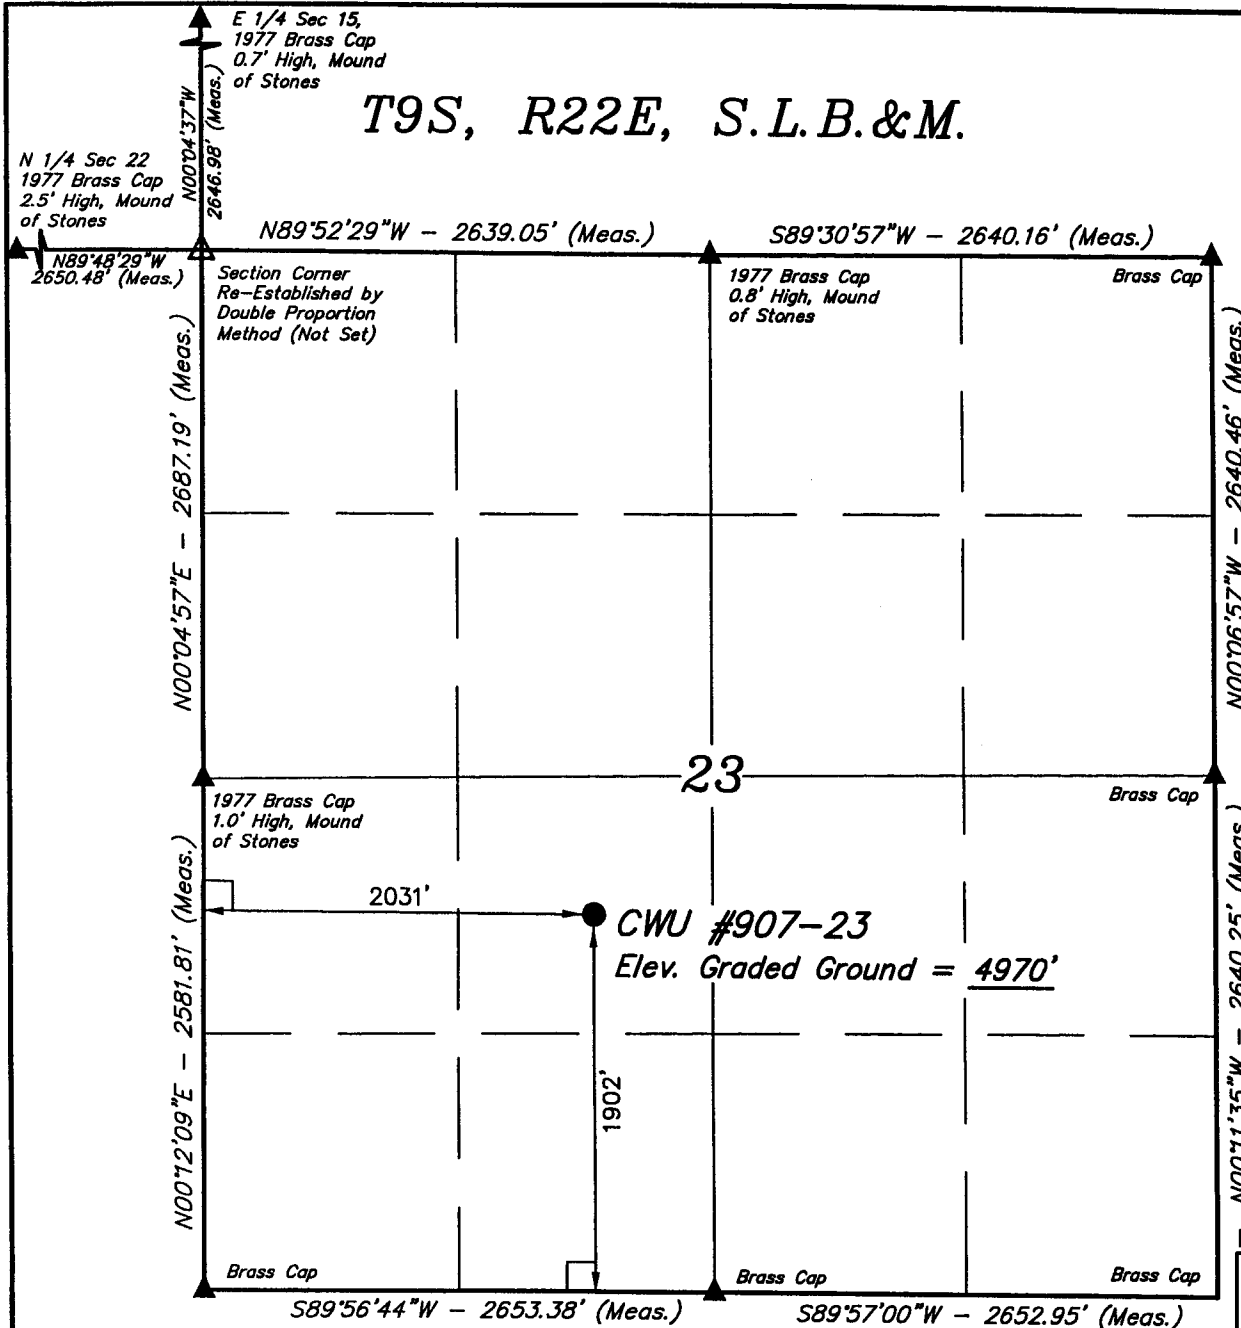 E 1/4 Sec 15,
1977 Brass Cap
0.7' High, Mound
of Stones
T9S, R22E, S.L.B.&M.
N00°04'37"W
2646.98' (Meas.)
N 1/4 Sec 22
1977 Brass Cap
2.5' High, Mound
of Stones
N89°48'29"W
2650.48' (Meas.)
N89°52'29"W - 2639.05' (Meas.)
S89°30'57"W - 2640.16' (Meas.)
Section Corner
Re-Established by
Double Proportion
Method (Not Set)
1977 Brass Cap
0.8' High, Mound
of Stones
Brass Cap
N00°04'57"E - 2687.19' (Meas.)
N00°06'57"W - 2640.46' (Meas.)
23
1977 Brass Cap
1.0' High, Mound
of Stones
Brass Cap
N00°12'09"E - 2581.81' (Meas.)
2031'
CWU #907-23
Elev. Graded Ground = 4970'
1902'
N00°11'35"W - 2640.25' (Meas.)
Brass Cap
Brass Cap
Brass Cap
S89°56'44"W - 2653.38' (Meas.)
S89°57'00"W - 2652.95' (Meas.)